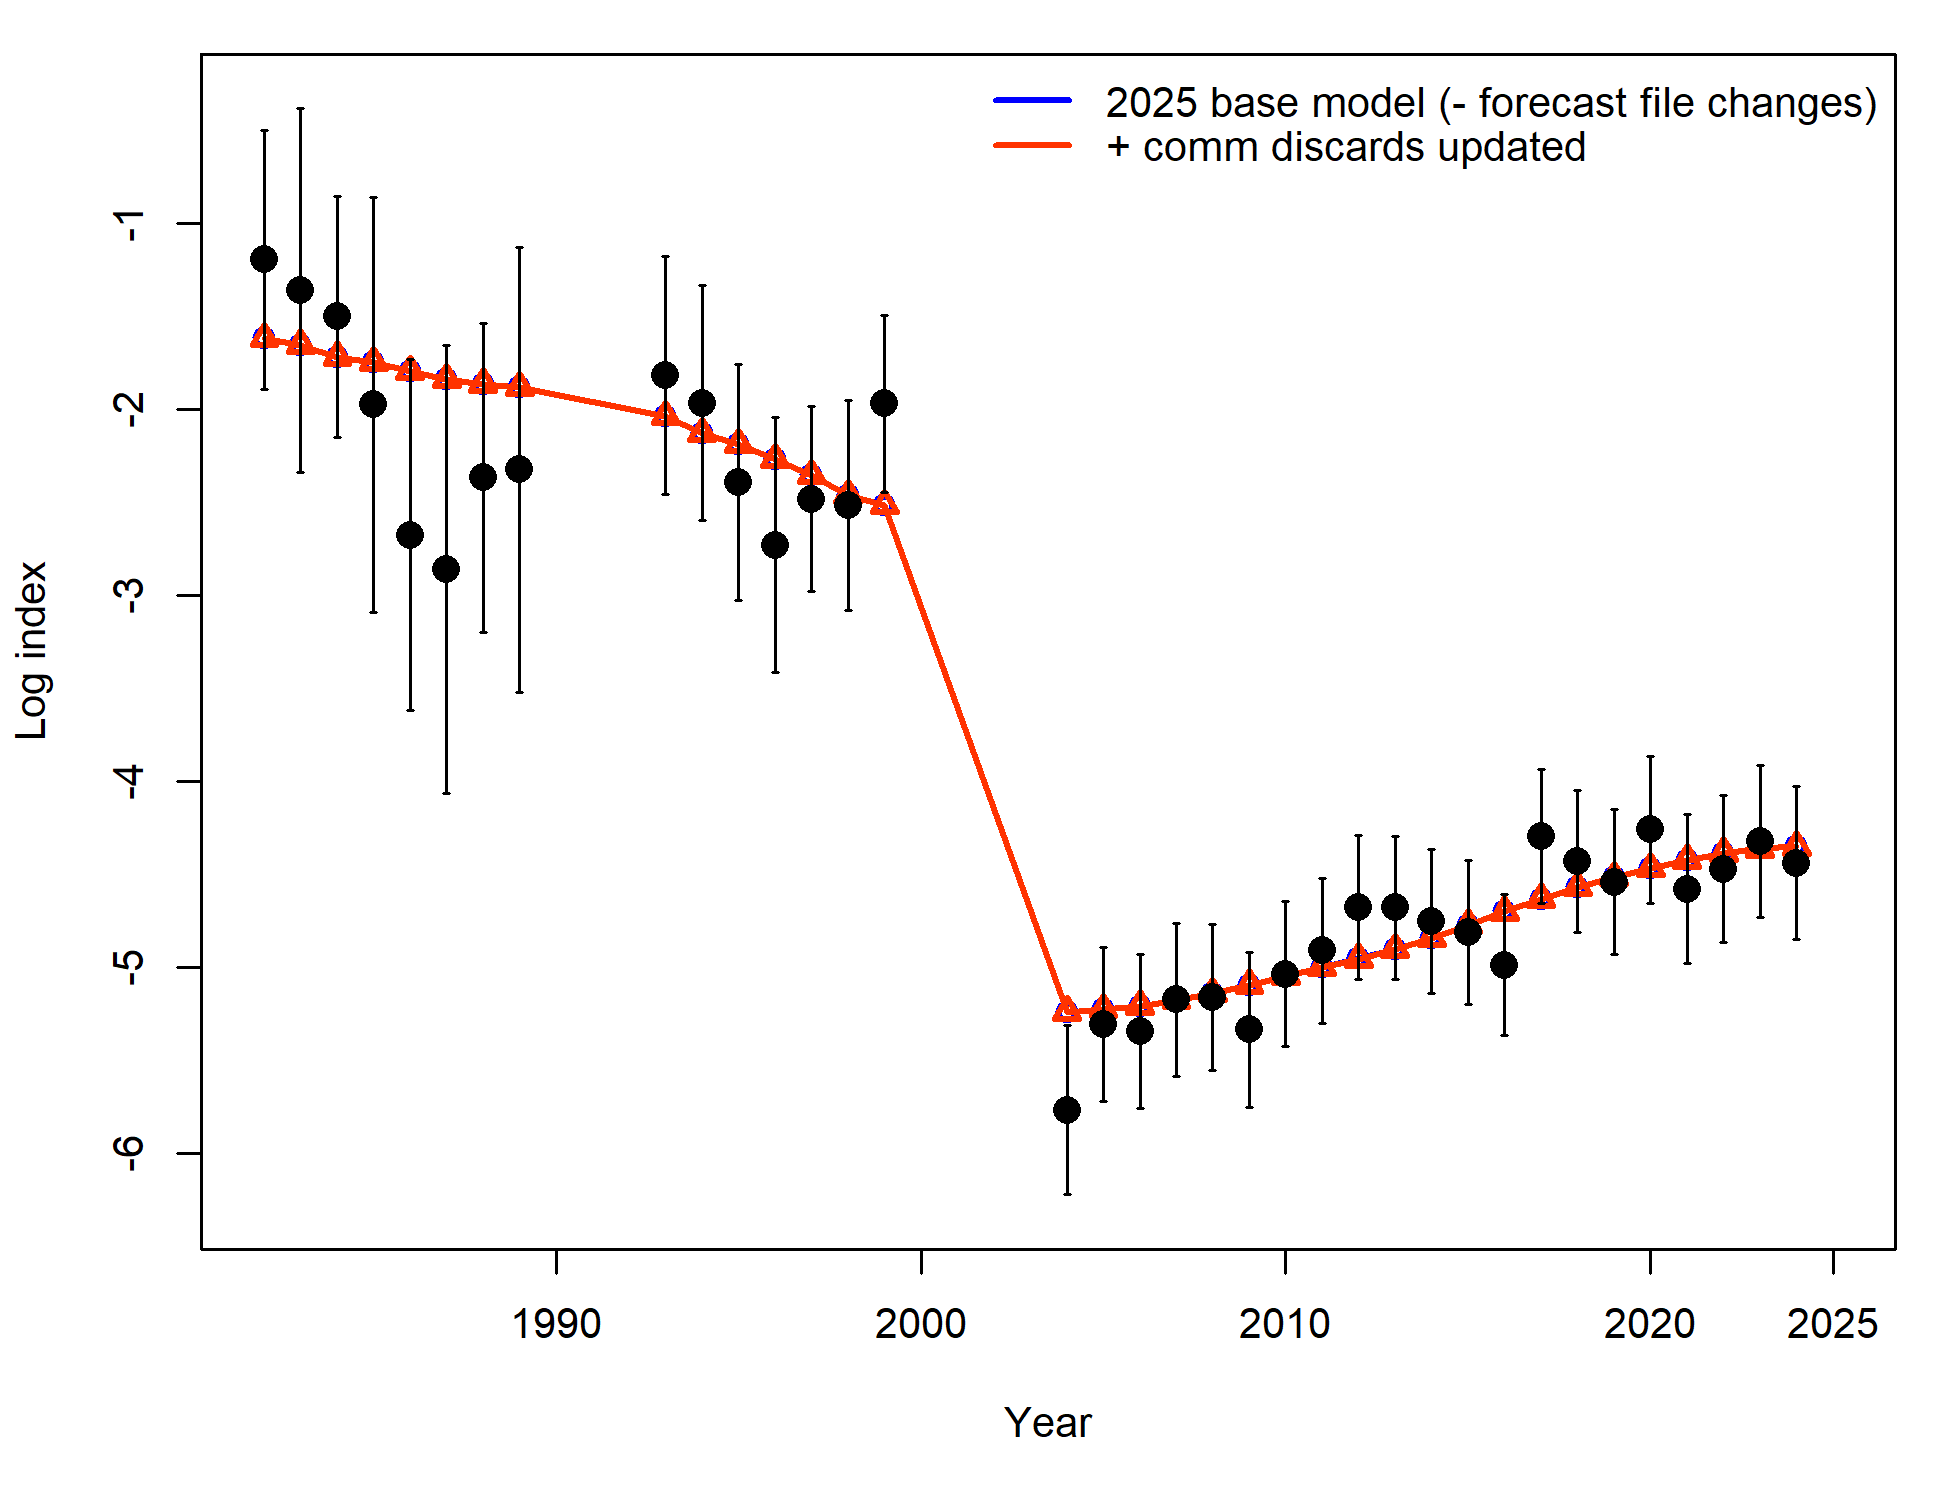 2025 base model (- forecast file changes)
+ comm discards updated
Log index
-1
-2
-3
-4
-5
-6
1990
2000
2010
2020
2025
Year